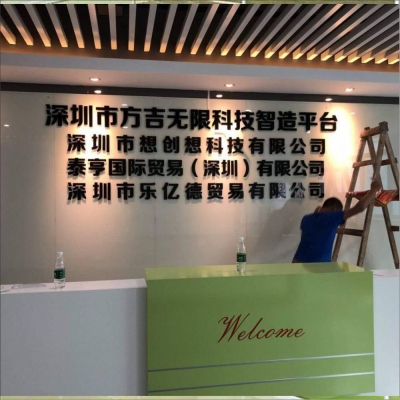 深圳市方吉无限科技智造平台
深圳市想创想科技有限公司
泰亨国际贸易（深圳）有限公司
深圳市乐亿德贸易有限公司
Welcome